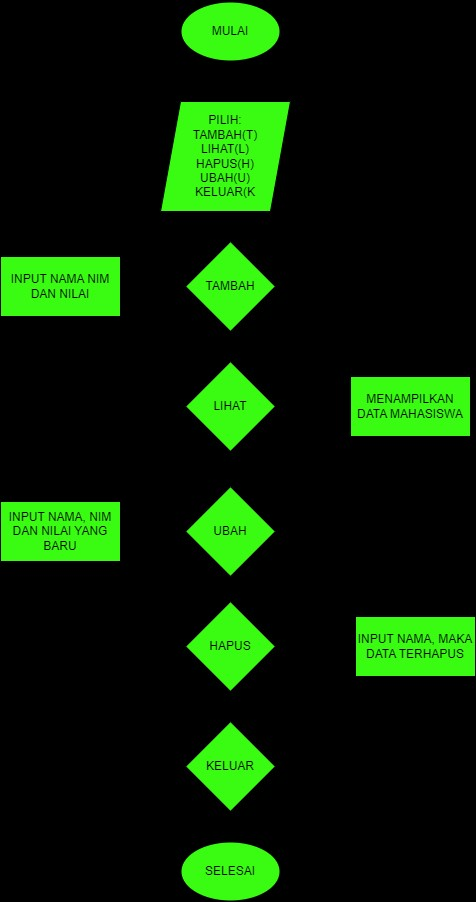 MULAI
PILIH:
TAMBAH(T)
LIHAT(L)
HAPUS(H)
UBAH(U)
KELUAR(K
INPUT NAMA NIM
DAN NILAI
TAMBAH
LIHAT
MENAMPILKAN
DATA MAHASISWA
INPUT NAMA, NIM
DAN NILAI YANG
BARU
UBAH
HAPUS
INPUT NAMA, MAKA
DATA TERHAPUS
KELUAR
SELESAI